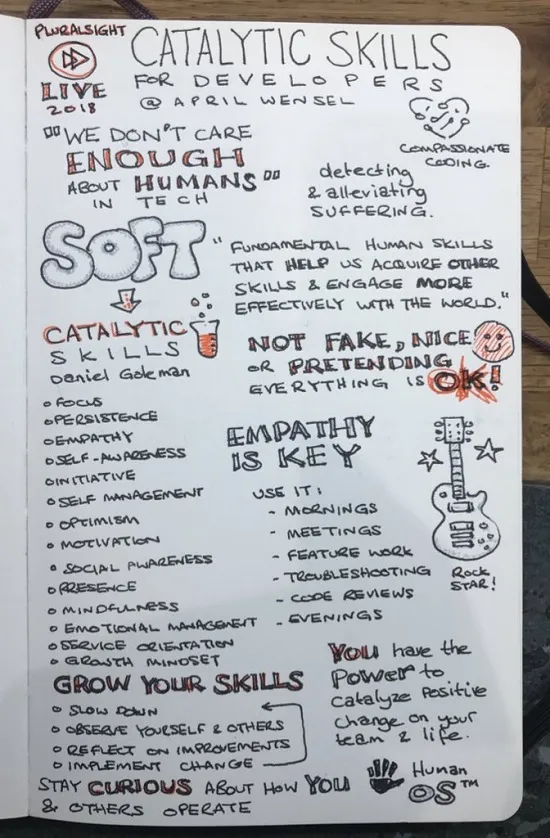 PLURALSIGHT
LIVE
2018
CATALYTIC SKILLS
FOR DEVELOPERS
@ APRIL WENSEL
"WE DON'T CARE
ENOUGH
ABOUT HUMANS"
IN TECH
COMPASSIONATE
CODING.
detecting
& alleviating
SUFFERING.
SOFT
CATALYTIC
SKILLS
Daniel Goleman
"FUNDAMENTAL HUMAN SKILLS
THAT HELP US ACQUIRE OTHER
SKILLS & ENGAGE MORE
EFFECTIVELY WITH THE WORLD."
NOT FAKE, NICE
OR PRETENDING
EVERYTHING IS OK!
o FOCUS
o PERSISTENCE
o EMPATHY
o SELF-AWARENESS
o INITIATIVE
o SELF MANAGEMENT
o OPTIMISM
o MOTIVATION
o SOCIAL AWARENESS
o PRESENCE
o MINDFULNESS
o EMOTIONAL MANAGEMENT
o SERVICE ORIENTATION
o GROWTH MINDSET
EMPATHY
IS KEY
USE IT:
- MORNINGS
- MEETINGS
- FEATURE WORK
- TROUBLESHOOTING
- CODE REVIEWS
- EVENINGS
Rock
STAR!
GROW YOUR SKILLS
o SLOW DOWN
o OBSERVE YOURSELF & OTHERS
o REFLECT ON IMPROVEMENTS
o IMPLEMENT CHANGE
YOU have the
Power to
catalyze positive
change on your
team & life.
STAY CURIOUS ABOUT HOW YOU
& OTHERS OPERATE
Human
OS™